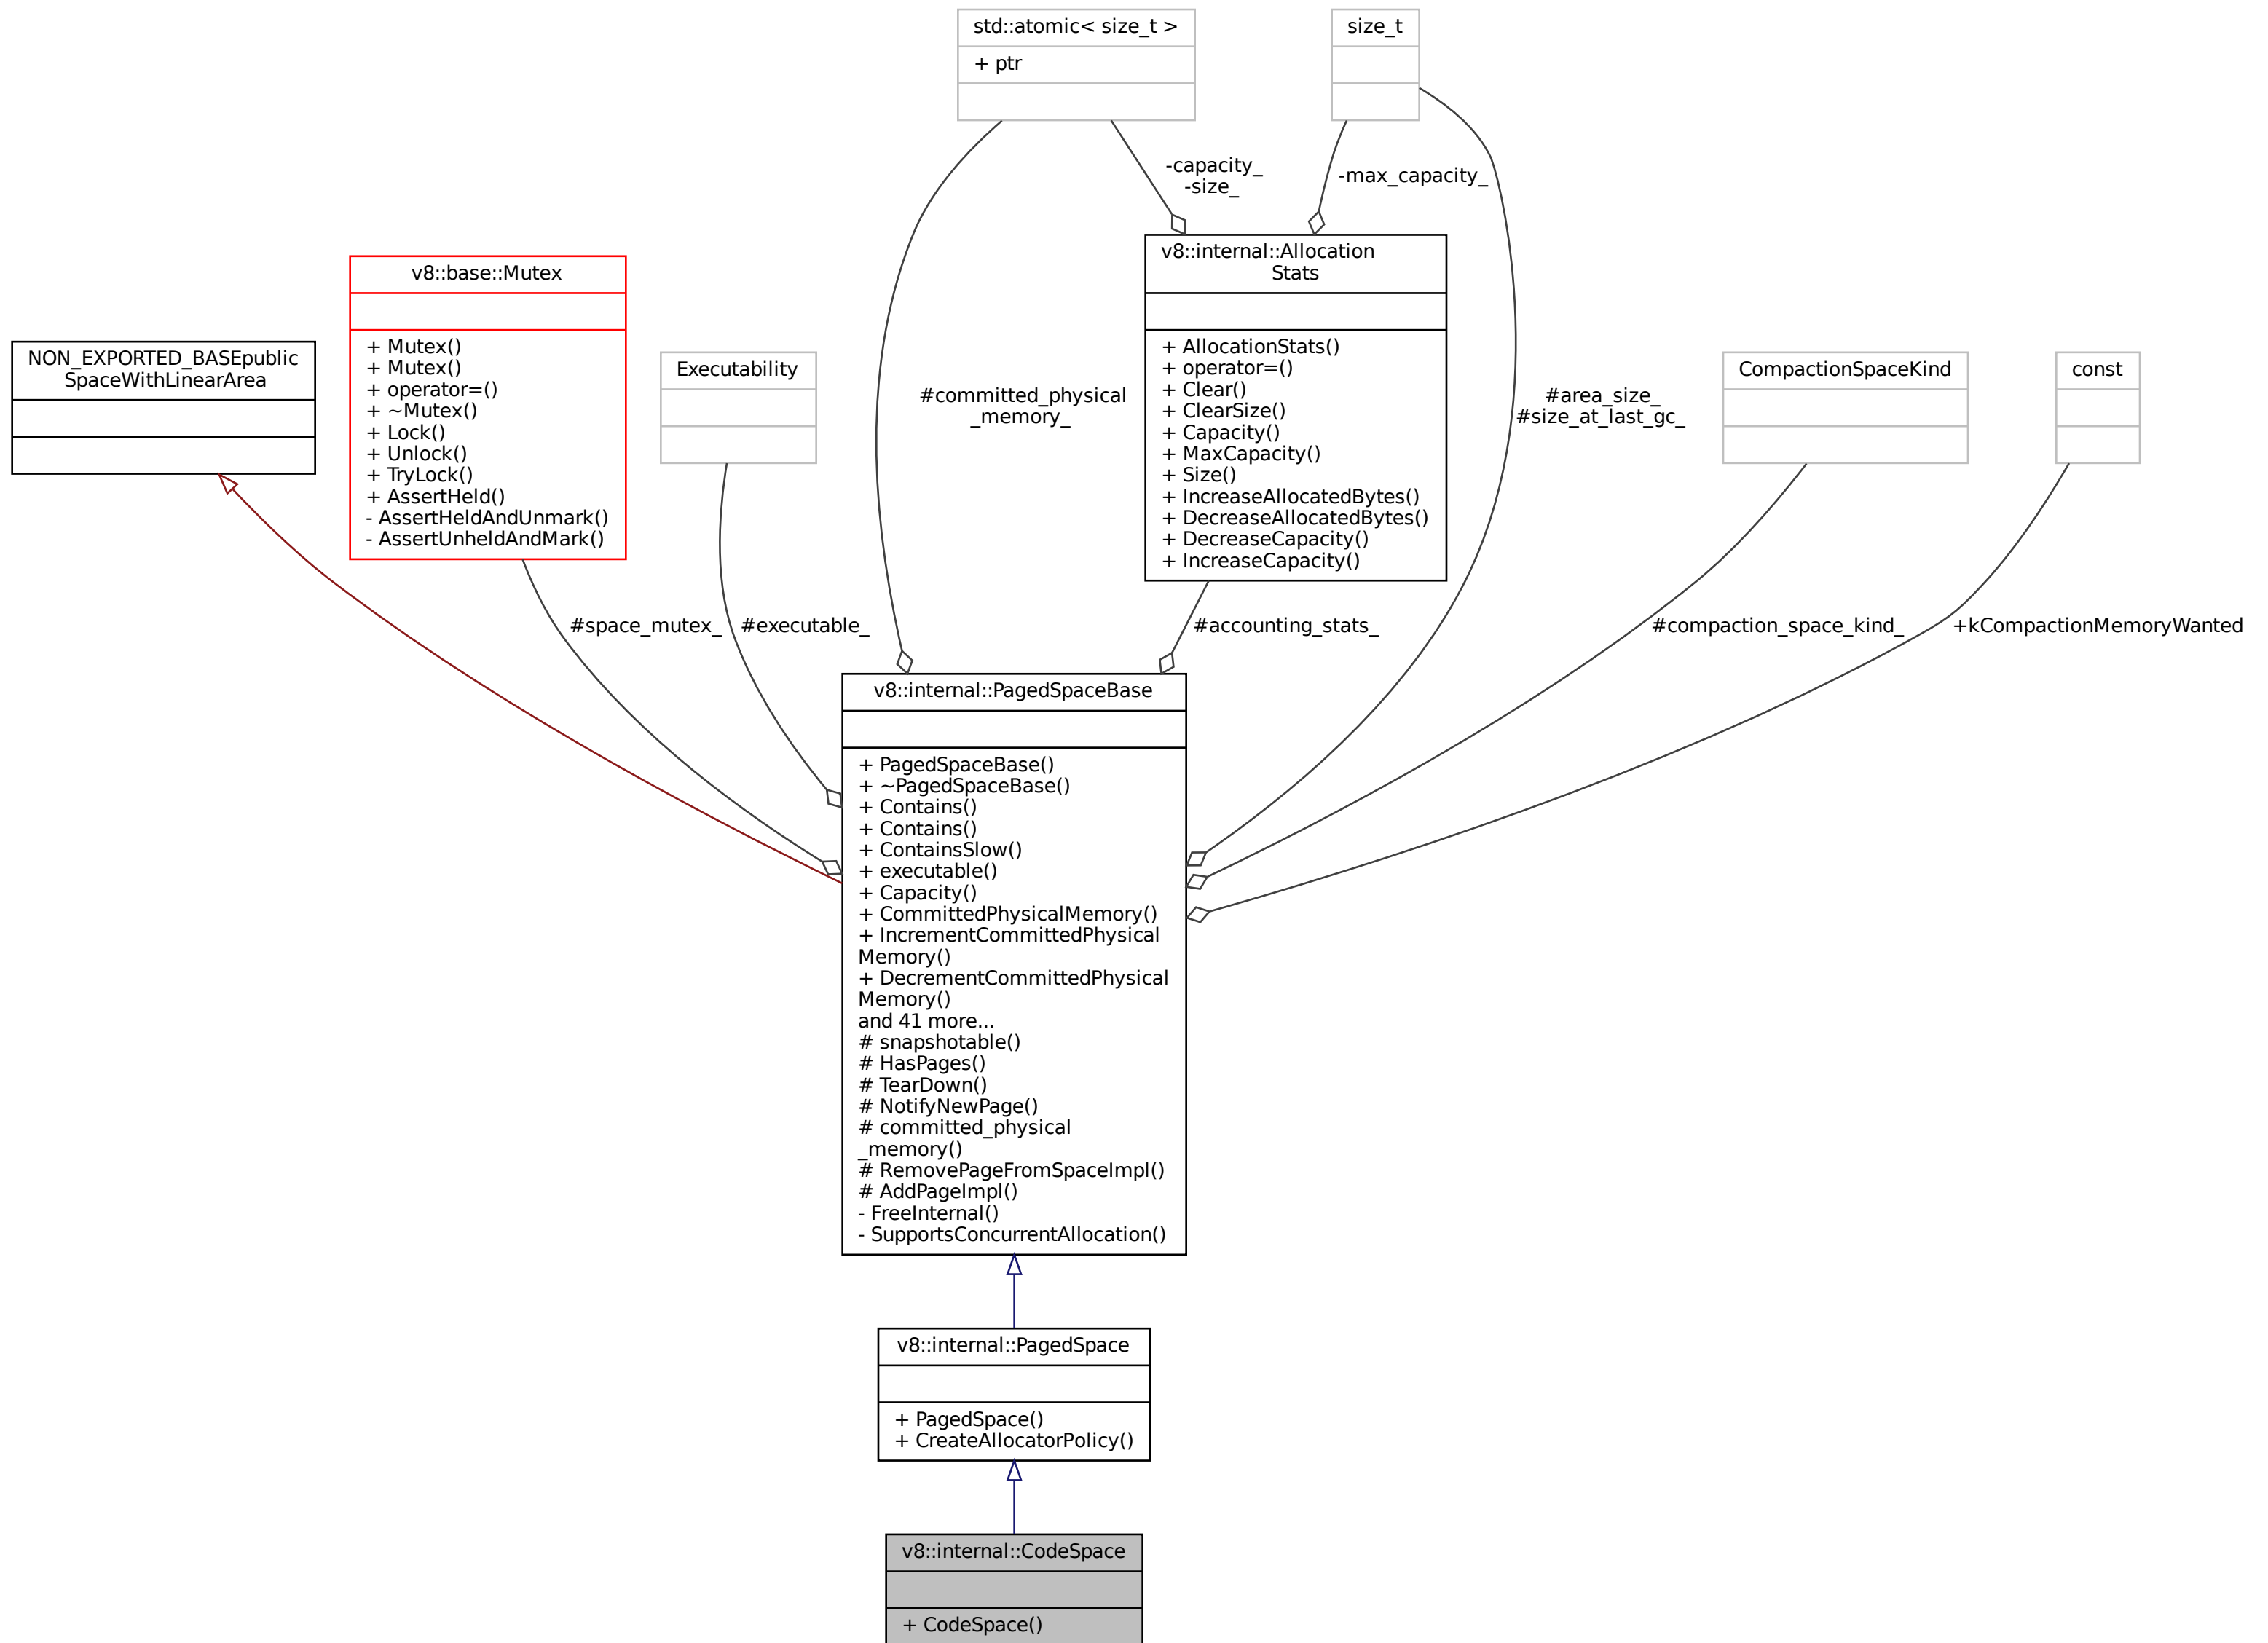 std::atomic< size_t >
+ ptr
size_t
-capacity_
-size_
-max_capacity_
v8::internal::Allocation
Stats
+ AllocationStats()
+ operator=()
+ Clear()
+ ClearSize()
+ Capacity()
+ MaxCapacity()
+ Size()
+ IncreaseAllocatedBytes()
+ DecreaseAllocatedBytes()
+ DecreaseCapacity()
+ IncreaseCapacity()
v8::base::Mutex
+ Mutex()
+ Mutex()
+ operator=()
+ ~Mutex()
+ Lock()
+ Unlock()
+ TryLock()
+ AssertHeld()
- AssertHeldAndUnmark()
- AssertUnheldAndMark()
NON_EXPORTED_BASEpublic
SpaceWithLinearArea
Executability
CompactionSpaceKind
const
#committed_physical
_memory_
#area_size_
#size_at_last_gc_
#space_mutex_
#executable_
#accounting_stats_
#compaction_space_kind_
+kCompactionMemoryWanted
v8::internal::PagedSpaceBase
+ PagedSpaceBase()
+ ~PagedSpaceBase()
+ Contains()
+ Contains()
+ ContainsSlow()
+ executable()
+ Capacity()
+ CommittedPhysicalMemory()
+ IncrementCommittedPhysical
Memory()
+ DecrementCommittedPhysical
Memory()
and 41 more...
# snapshotable()
# HasPages()
# TearDown()
# NotifyNewPage()
# committed_physical
_memory()
# RemovePageFromSpaceImpl()
# AddPageImpl()
- FreeInternal()
- SupportsConcurrentAllocation()
v8::internal::PagedSpace
+ PagedSpace()
+ CreateAllocatorPolicy()
v8::internal::CodeSpace
+ CodeSpace()